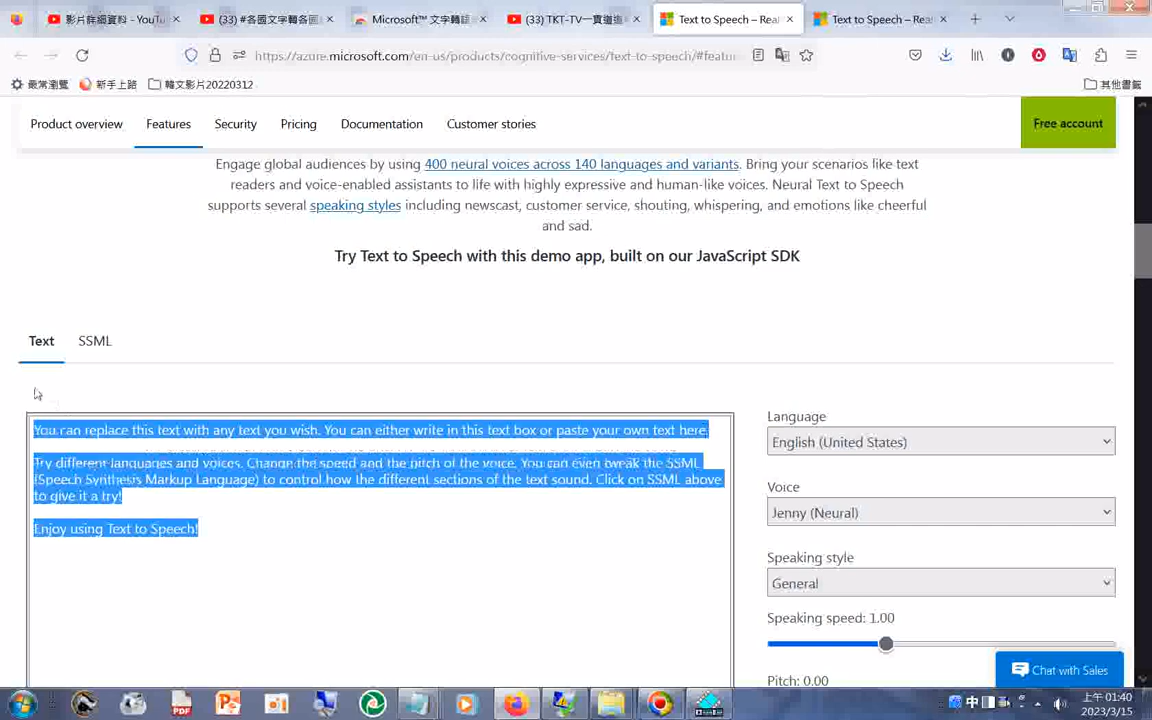 影片詳細資料 - YouTu
(33) #各國文字轉各國
Microsoft™ 文字轉語
(33) TKT-TV一貫道
Text to Speech – Real
Text to Speech – Real
https://azure.microsoft.com/en-us/products/cognitive-services/text-to-speech/#featur
最常瀏覽
新手上路
韓文影片20220312
其他書籤
Product overview
Features
Security
Pricing
Documentation
Customer stories
Free account
Engage global audiences by using 400 neural voices across 140 languages and variants. Bring your scenarios like text
readers and voice-enabled assistants to life with highly expressive and human-like voices. Neural Text to Speech
supports several speaking styles including newscast, customer service, shouting, whispering, and emotions like cheerful
and sad.
Try Text to Speech with this demo app, built on our JavaScript SDK
Text
SSML
You can replace this text with any text you wish. You can either write in this text box or paste your own text here.
Try different languages and voices. Change the speed and the pitch of the voice. You can even tweak the SSML
(Speech Synthesis Markup Language) to control how the different sections of the text sound. Click on SSML above
to give it a try!
Enjoy using Text to Speech!
Language
English (United States)
Voice
Jenny (Neural)
Speaking style
General
Speaking speed: 1.00
Pitch: 0.00
Chat with Sales
PDF
中
上午 01:40
2023/3/15